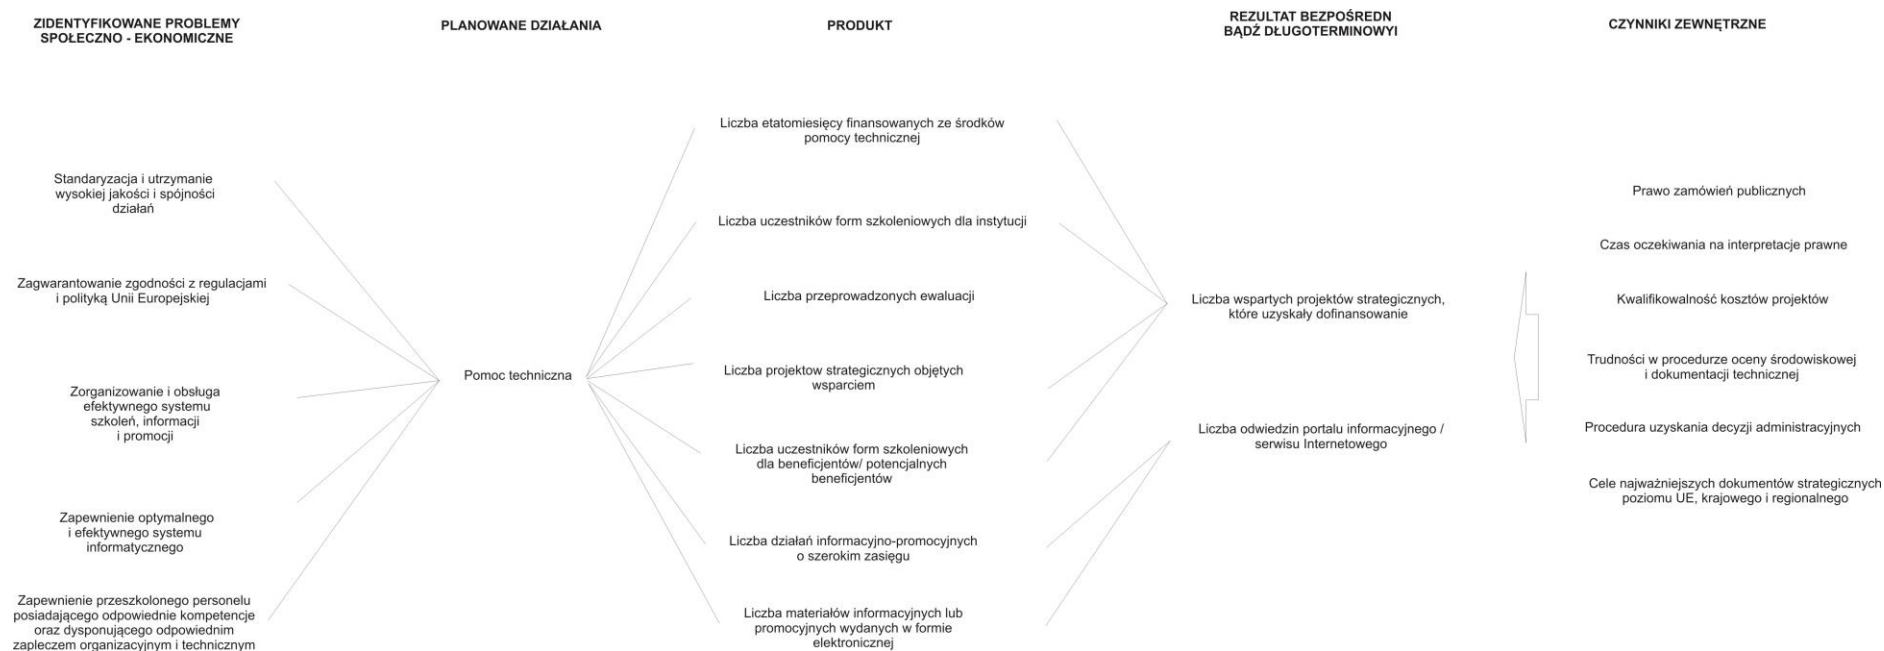 ZIDENTYFIKOWANE PROBLEMY
SPOŁECZNO - EKONOMICZNE
PLANOWANE DZIAŁANIA
PRODUKT
REZULTAT BEZPOŚREDN
BĄDŹ DŁUGOTERMINOWYI
CZYNNIKI ZEWNĘTRZNE
Standaryzacja i utrzymanie
wysokiej jakości i spójności
działań
Zagwarantowanie zgodności z regulacjami
i polityką Unii Europejskiej
Zorganizowanie i obsługa
efektywnego systemu
szkoleń, informacji
i promocji
Zapewnienie optymalnego
i efektywnego systemu
informatycznego
Zapewnienie przeszkolonego personelu
posiadającego odpowiednie kompetencje
oraz dysponującego odpowiednim
zapleczem organizacyjnym i technicznym
Pomoc techniczna
Liczba etatomiesięcy finansowanych ze środków
pomocy technicznej
Liczba uczestników form szkoleniowych dla instytucji
Liczba przeprowadzonych ewaluacji
Liczba projektow strategicznych objętych
wsparciem
Liczba uczestników form szkoleniowych
dla beneficjentów/ potencjalnych
beneficjentów
Liczba działań informacyjno-promocyjnych
o szerokim zasięgu
Liczba materiałów informacyjnych lub
promocyjnych wydanych w formie
elektronicznej
Liczba wspartych projektów strategicznych,
które uzyskały dofinansowanie
Liczba odwiedzin portalu informacyjnego /
serwisu Internetowego
Prawo zamówień publicznych
Czas oczekiwania na interpretacje prawne
Kwalifikowalność kosztów projektów
Trudności w procedurze oceny środowiskowej
i dokumentacji technicznej
Procedura uzyskania decyzji administracyjnych
Cele najważniejszych dokumentów strategicznych
poziomu UE, krajowego i regionalnego